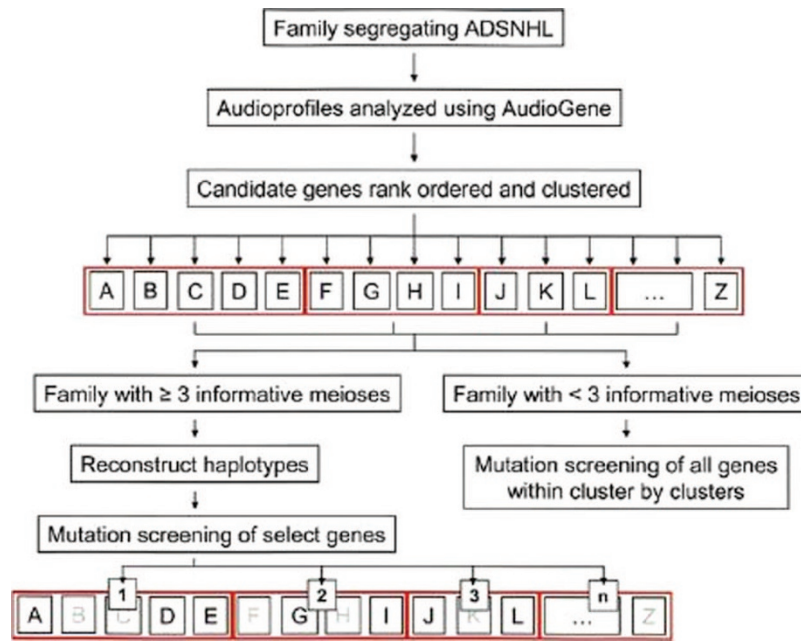 Family segregating ADSNHL
Audioprofiles analyzed using AudioGene
Candidate genes rank ordered and clustered
A B C D E F G H I J K L ... Z
Family with ≥ 3 informative meioses
Family with < 3 informative meioses
Reconstruct haplotypes
Mutation screening of all genes
within cluster by clusters
Mutation screening of select genes
1 2 3 n
A B C D E F G H I J K L ... Z